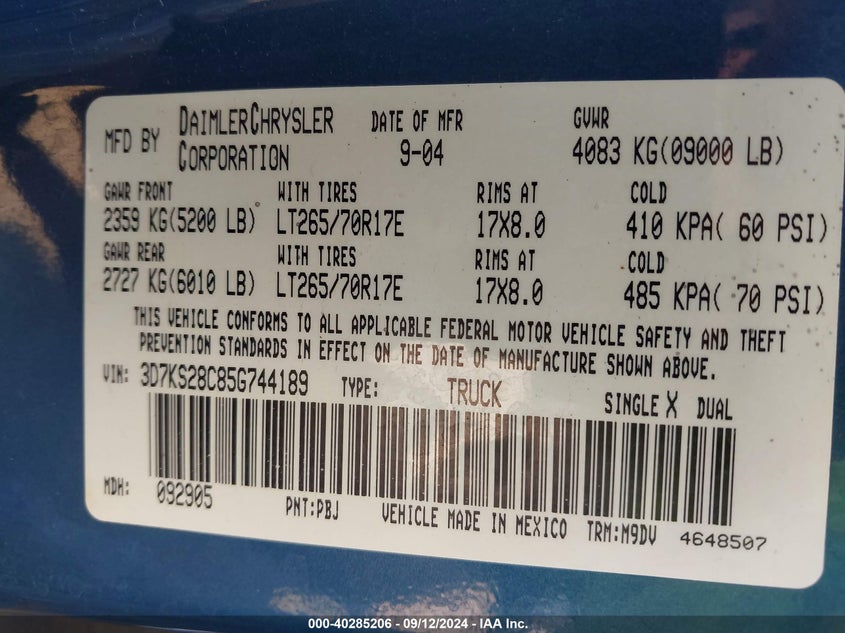 MFD BY DAIMLERCHRYSLER CORPORATION DATE OF MFR 9-04 GVWR 4083 KG(09000 LB)
GAWR FRONT WITH TIRES RIMS AT COLD
2359 KG(5200 LB) LT265/70R17E 17X8.0 410 KPA( 60 PSI)
GAWR REAR WITH TIRES RIMS AT COLD
2727 KG(6010 LB) LT265/70R17E 17X8.0 485 KPA( 70 PSI)
THIS VEHICLE CONFORMS TO ALL APPLICABLE FEDERAL MOTOR VEHICLE SAFETY AND THEFT
PREVENTION STANDARDS IN EFFECT ON THE DATE OF MANUFACTURE SHOWN ABOVE.
VIN: 3D7KS28C85G744189 TYPE: TRUCK SINGLE X DUAL
MDH: 092905 PNT:PBJ VEHICLE MADE IN MEXICO TRM:M9DV 4648507
000-40285206 - 09/12/2024 - IAA Inc.